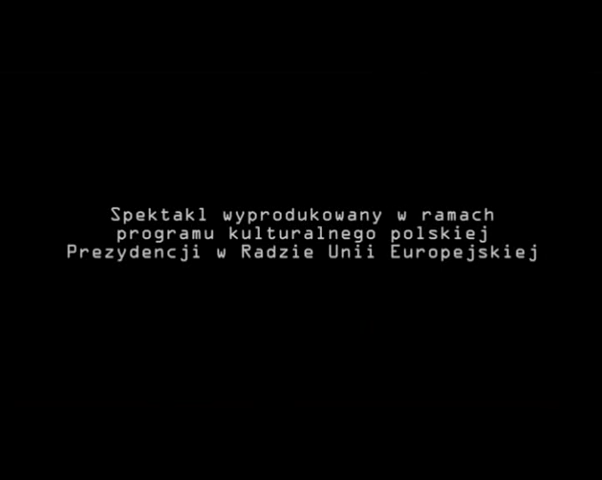 Spektakl wyprodukowany w ramach
programu kulturalnego polskiej
Prezydencji w Radzie Unii Europejskiej